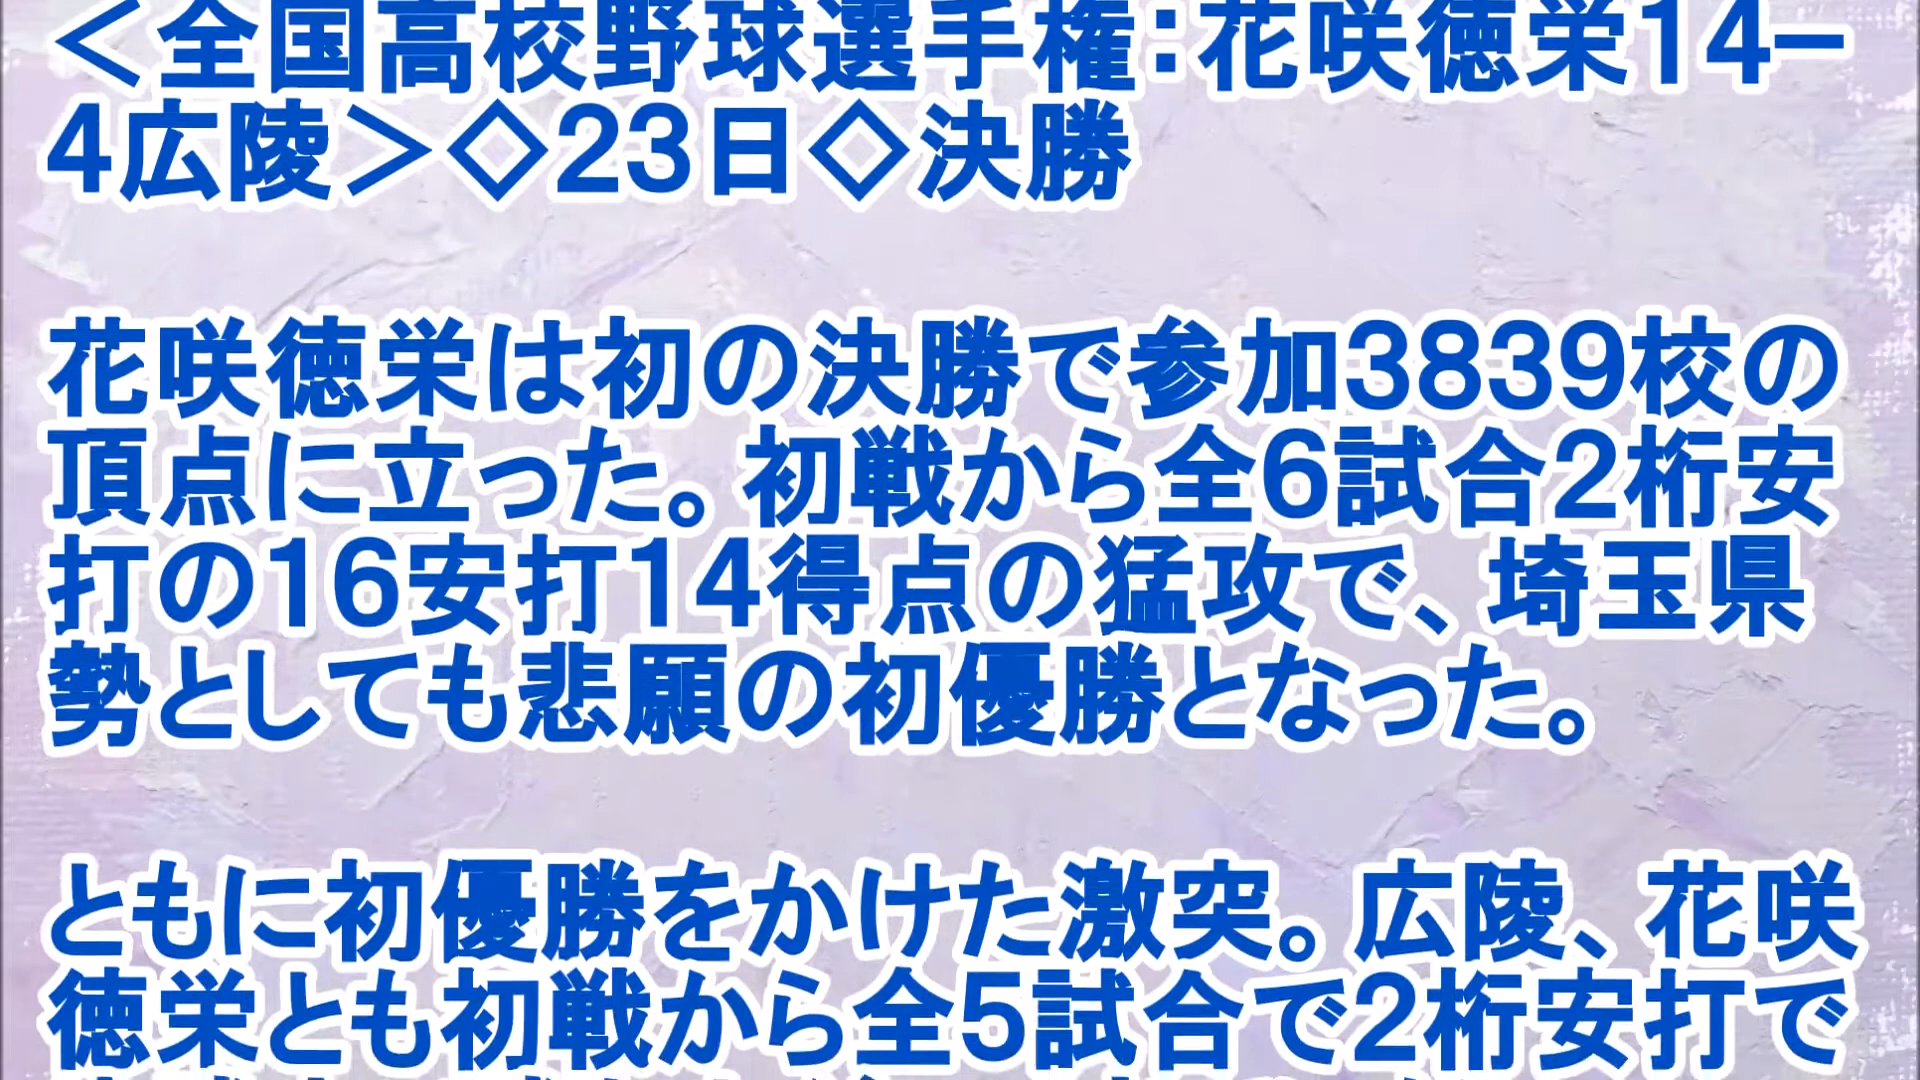 ＜全国高校野球選手権：花咲徳栄14―
4広陵＞◇23日◇決勝
花咲徳栄は初の決勝で参加3839校の
頂点に立った。初戦から全6試合2桁安
打の16安打14得点の猛攻で、埼玉県
勢としても悲願の初優勝となった。
ともに初優勝をかけた激突。広陵、花咲
徳栄とも初戦から全5試合で2桁安打で